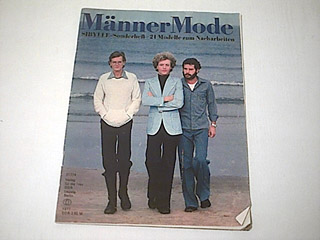 MännerMode
SIBYLLE-Sonderheft · 21 Modelle zum Nacharbeiten